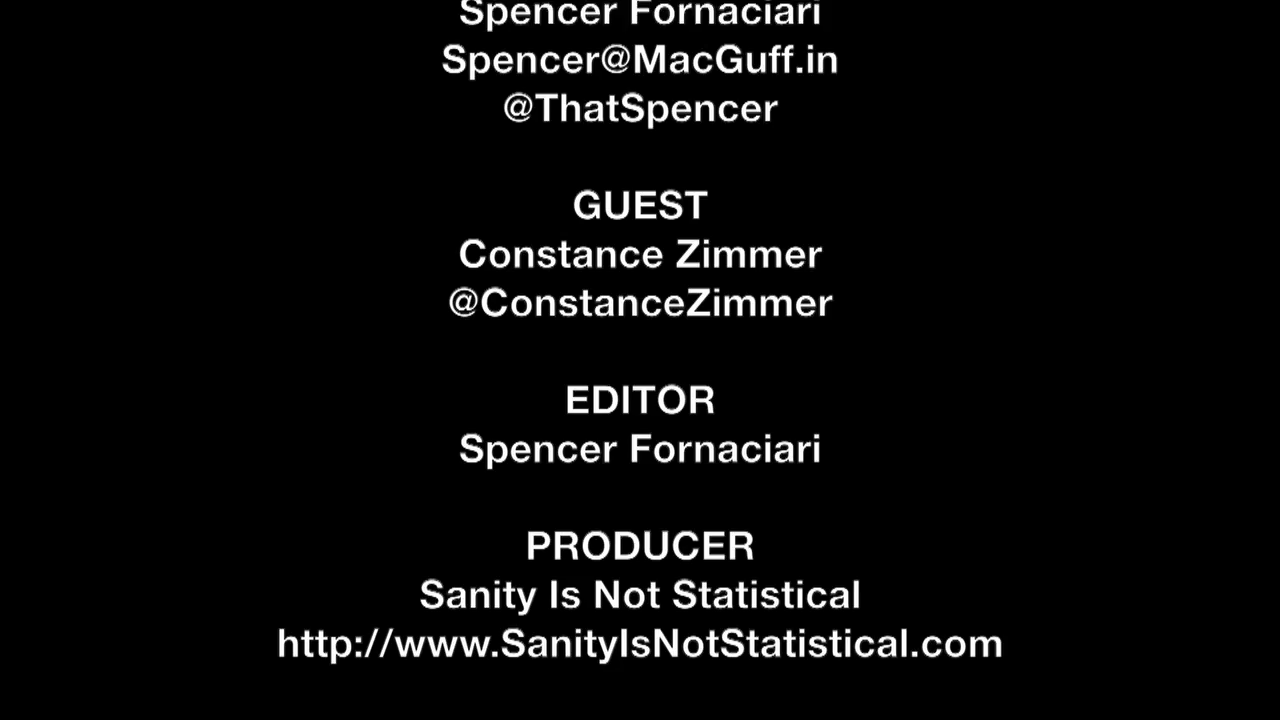 Spencer Fornaciari
Spencer@MacGuff.in
@ThatSpencer
GUEST
Constance Zimmer
@ConstanceZimmer
EDITOR
Spencer Fornaciari
PRODUCER
Sanity Is Not Statistical
http://www.SanityIsNotStatistical.com